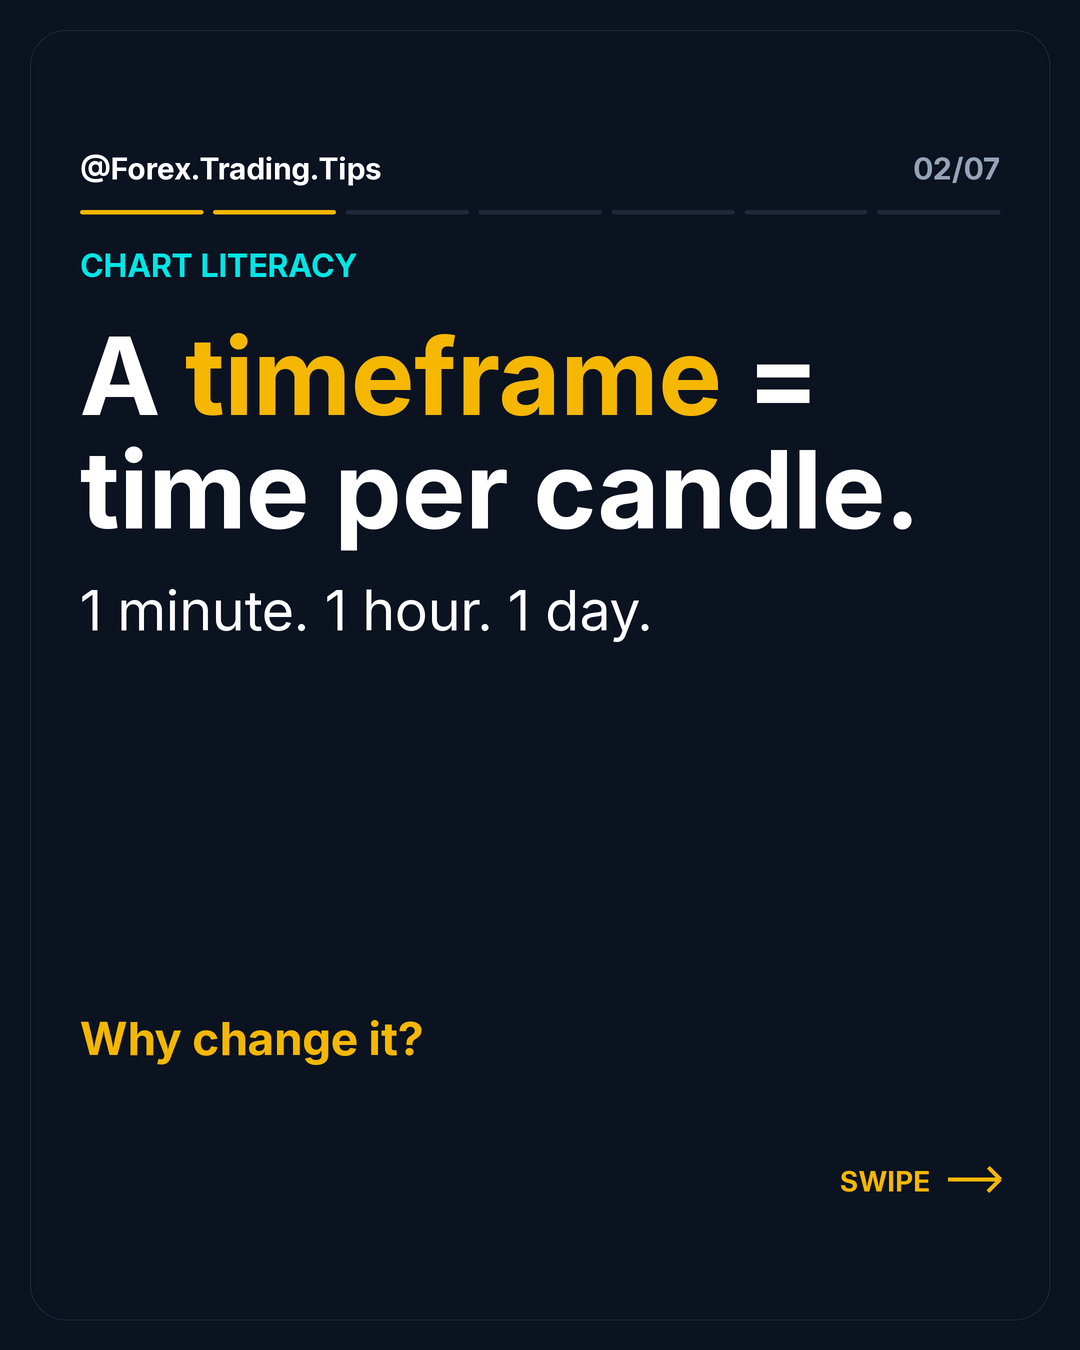 @Forex.Trading.Tips
02/07
CHART LITERACY
A timeframe =
time per candle.
1 minute. 1 hour. 1 day.
Why change it?
SWIPE →